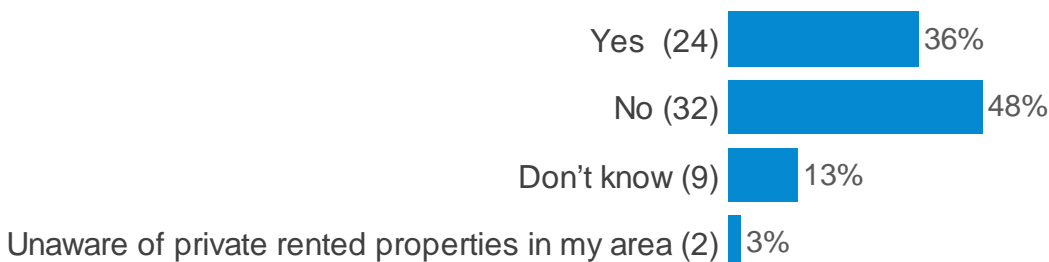 Yes (24) 36%
No (32) 48%
Don't know (9) 13%
Unaware of private rented properties in my area (2) 3%